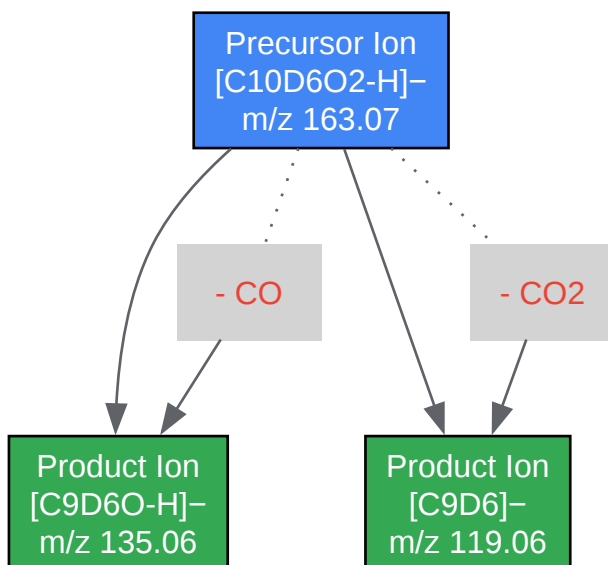 Precursor Ion
[C10D6O2-H]−
m/z 163.07
- CO
- CO2
Product Ion
[C9D6O-H]−
m/z 135.06
Product Ion
[C9D6]−
m/z 119.06